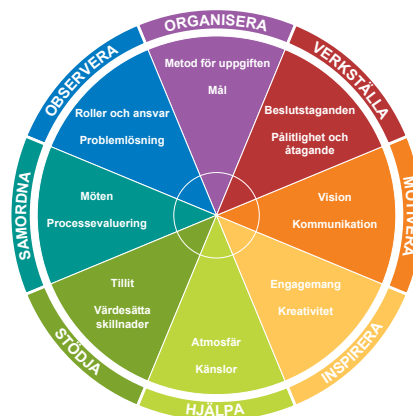 ORGANISERA
Metod för uppgiften
Mål
VERKSTÄLLA
Beslutstaganden
Pålitlighet och
åtagande
MOTIVERA
Vision
Kommunikation
INSPIRERA
Engagemang
Kreativitet
HJÄLPA
Atmosfär
Känslor
STÖDJA
Tillit
Värdesätta
skillnader
SAMORDNA
Möten
Processevaluering
OBSERVERA
Roller och ansvar
Problemlösning